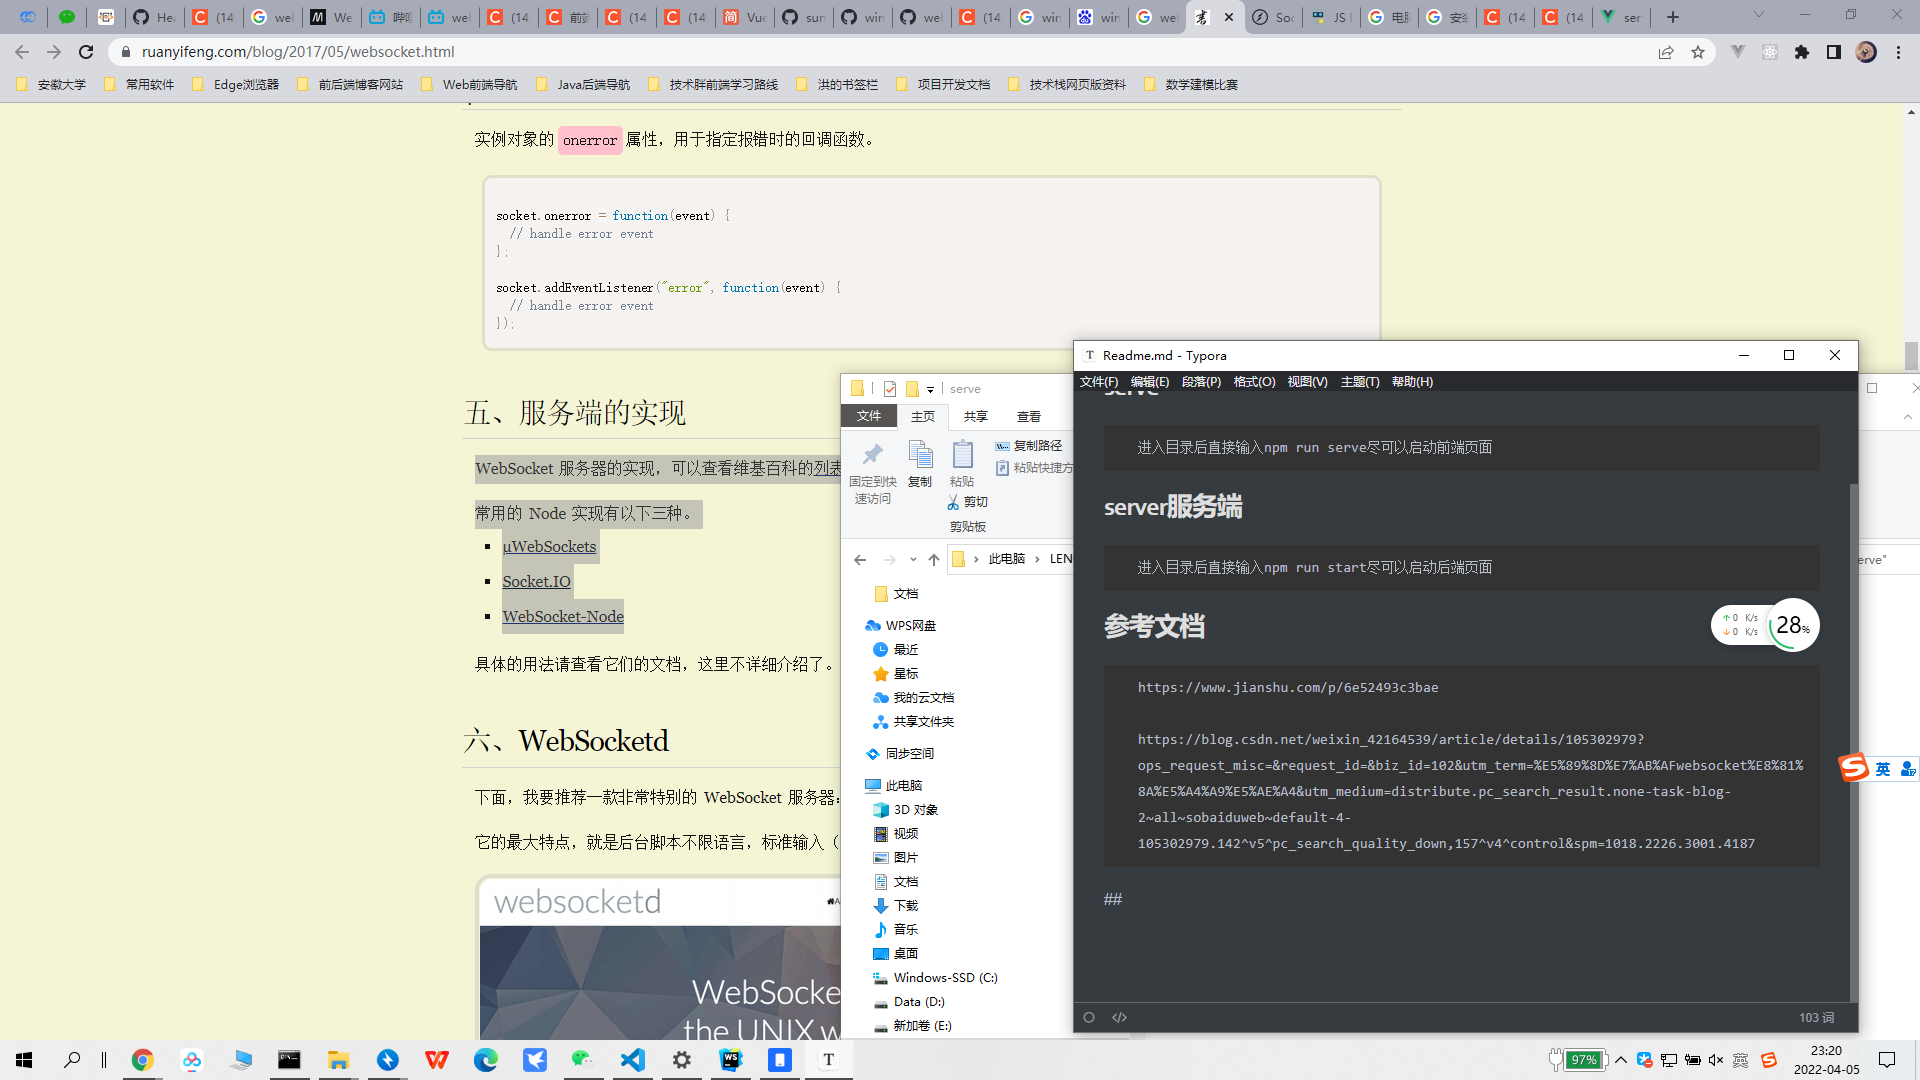 (14
We
(14
(14
(14
(14
(14
ser
ruanyifeng.com/blog/2017/05/websocket.html
安徽大学
常用软件
Edge浏览器
前后端博客网站
Web前端导航
Java后端导航
技术胖前端学习路线
洪的书签栏
项目开发文档
技术栈网页版资料
数学建模比赛
实例对象的 onerror 属性，用于指定报错时的回调函数。
socket.onerror = function(event) {
// handle error event
};
socket.addEventListener("error", function(event) {
// handle error event
});
五、服务端的实现
WebSocket 服务器的实现，可以查看维基百科的列表
常用的 Node 实现有以下三种。
µWebSockets
Socket.IO
WebSocket-Node
具体的用法请查看它们的文档，这里不详细介绍了。
六、WebSocketd
下面，我要推荐一款非常特别的 WebSocket 服务器：
它的最大特点，就是后台脚本不限语言，标准输入（
websocketd
WebSocke
the UNIX w
serve
文件
主页
共享
查看
固定到快
速访问
复制
粘贴
复制路径
粘贴快捷方
剪切
剪贴板
此电脑
LEN
erve"
文档
WPS网盘
最近
星标
我的云文档
共享文件夹
同步空间
此电脑
3D 对象
视频
图片
文档
下载
音乐
桌面
Windows-SSD (C:)
Data (D:)
新加卷 (E:)
Readme.md - Typora
文件(F) 编辑(E) 段落(P) 格式(O) 视图(V) 主题(T) 帮助(H)
serve
进入目录后直接输入npm run serve尽可以启动前端页面
server服务端
进入目录后直接输入npm run start尽可以启动后端页面
参考文档
https://www.jianshu.com/p/6e52493c3bae
https://blog.csdn.net/weixin_42164539/article/details/105302979?
ops_request_misc=&request_id=&biz_id=102&utm_term=%E5%89%8D%E7%AB%AFwebsocket%E8%81%
8A%E5%A4%A9%E5%AE%A4&utm_medium=distribute.pc_search_result.none-task-blog-
2~all~sobaiduweb~default-4-
105302979.142^v5^pc_search_quality_down,157^v4^control&spm=1018.2226.3001.4187
##
103 词
↑ 0 K/s
↓ 0 K/s
28%
英
97%
英
23:20
2022-04-05